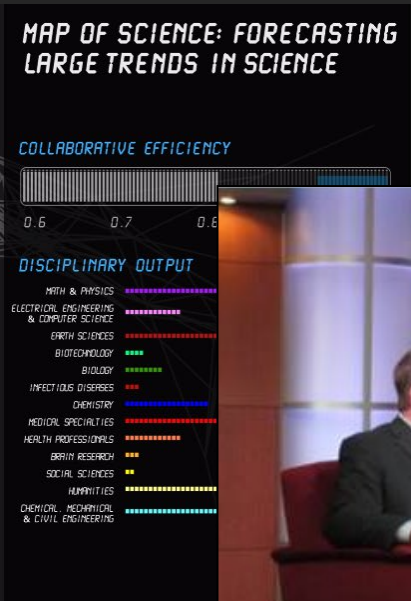 MAP OF SCIENCE: FORECASTING
LARGE TRENDS IN SCIENCE
COLLABORATIVE EFFICIENCY
0.6 0.7 0.8
DISCIPLINARY OUTPUT
MATH & PHYSICS
ELECTRICAL ENGINEERING
& COMPUTER SCIENCE
EARTH SCIENCES
BIOTECHNOLOGY
BIOLOGY
INFECTIOUS DISEASES
CHEMISTRY
MEDICAL SPECIALTIES
HEALTH PROFESSIONALS
BRAIN RESEARCH
SOCIAL SCIENCES
HUMANITIES
CHEMICAL, MECHANICAL
& CIVIL ENGINEERING